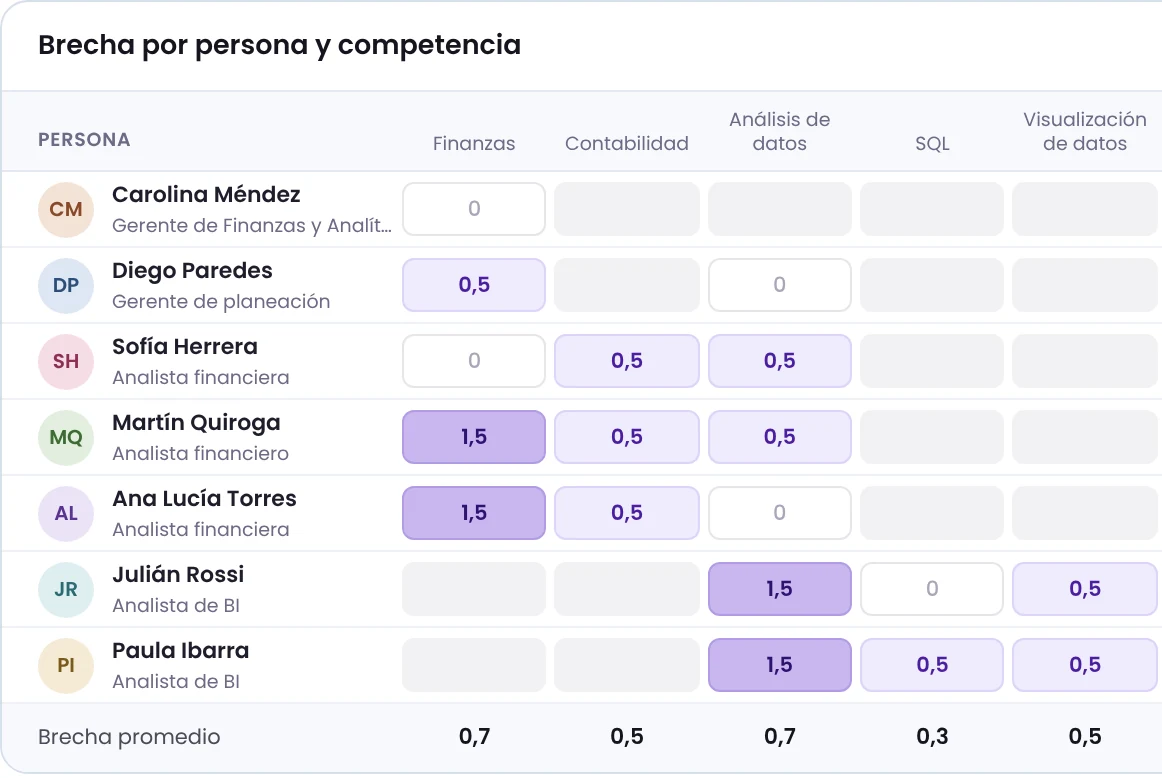 Brecha por persona y competencia
PERSONA Finanzas Contabilidad Análisis de datos SQL Visualización de datos
CM Carolina Méndez 0
Gerente de Finanzas y Analít...
DP Diego Paredes 0,5 0
Gerente de planeación
SH Sofía Herrera 0 0,5 0,5
Analista financiera
MQ Martín Quiroga 1,5 0,5 0,5
Analista financiero
AL Ana Lucía Torres 1,5 0,5 0
Analista financiera
JR Julián Rossi 1,5 0 0,5
Analista de BI
PI Paula Ibarra 1,5 0,5 0,5
Analista de BI
Brecha promedio 0,7 0,5 0,7 0,3 0,5